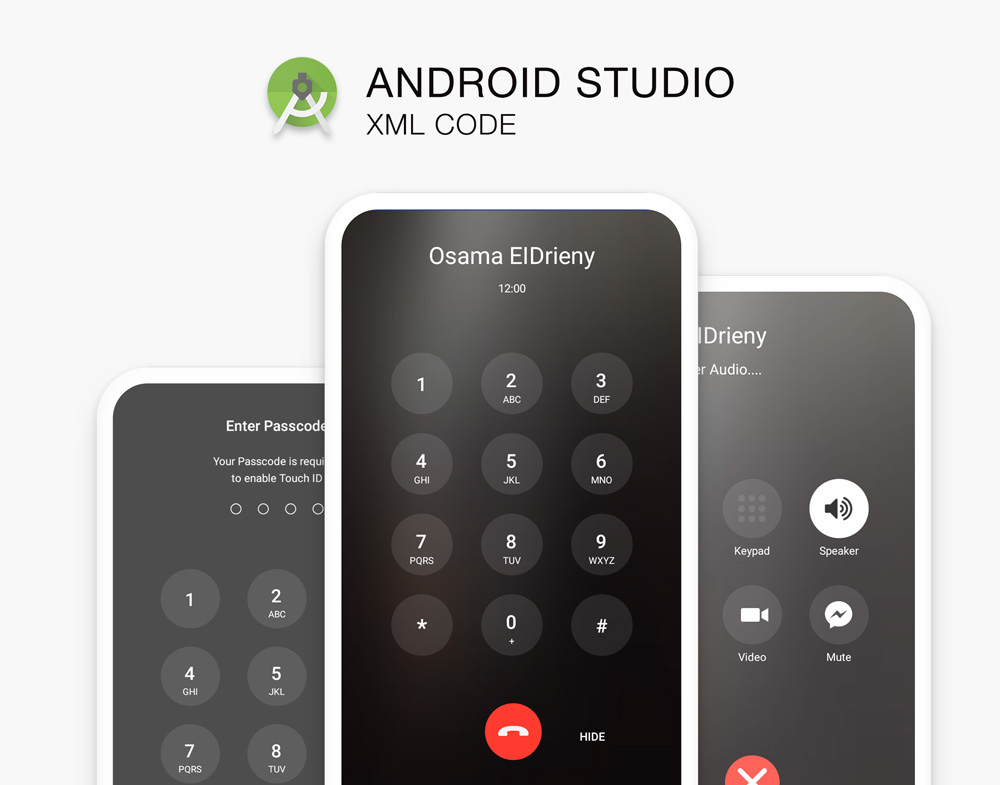 ANDROID STUDIO
XML CODE
Osama ElDrieny
12:00
1
2
ABC
3
DEF
4
GHI
5
JKL
6
MNO
7
PQRS
8
TUV
9
WXYZ
*
0
+
#
HIDE
Enter Passcode
Your Passcode is requi
to enable Touch ID
1
2
ABC
4
GHI
5
JKL
7
PQRS
8
TUV
lDrieny
er Audio....
Keypad
Speaker
Video
Mute